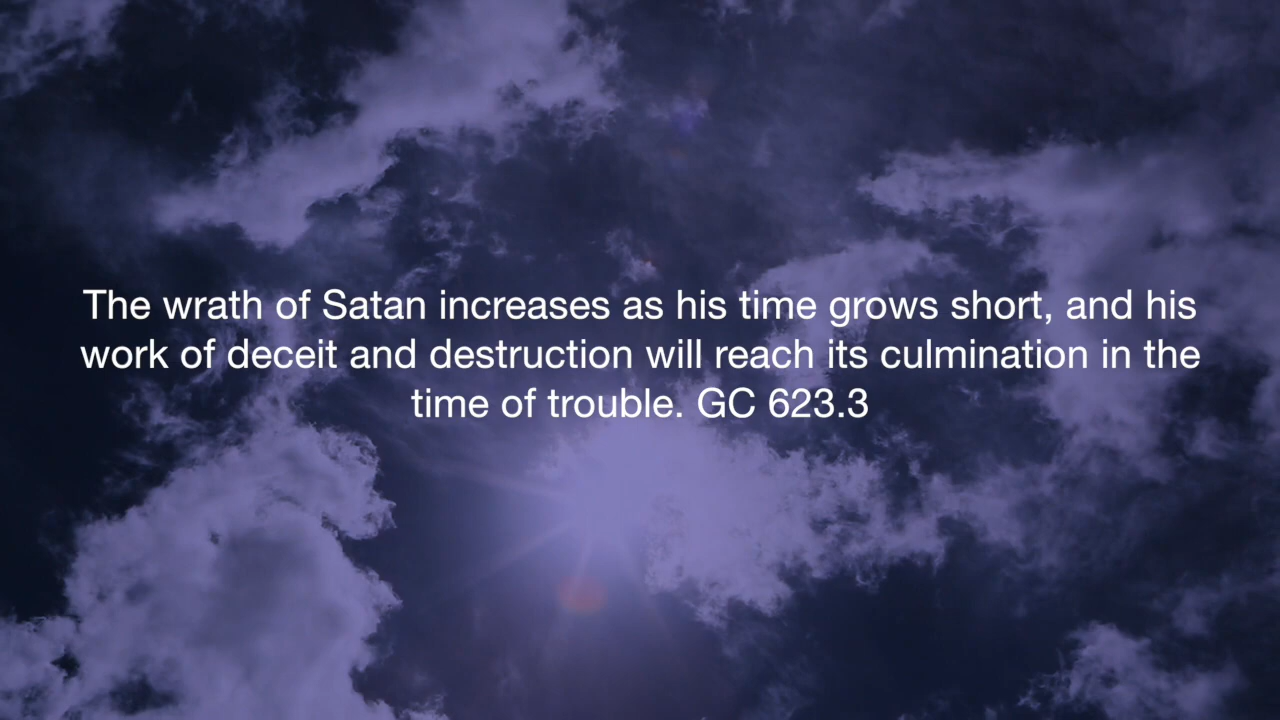 The wrath of Satan increases as his time grows short, and his
work of deceit and destruction will reach its culmination in the
time of trouble. GC 623.3